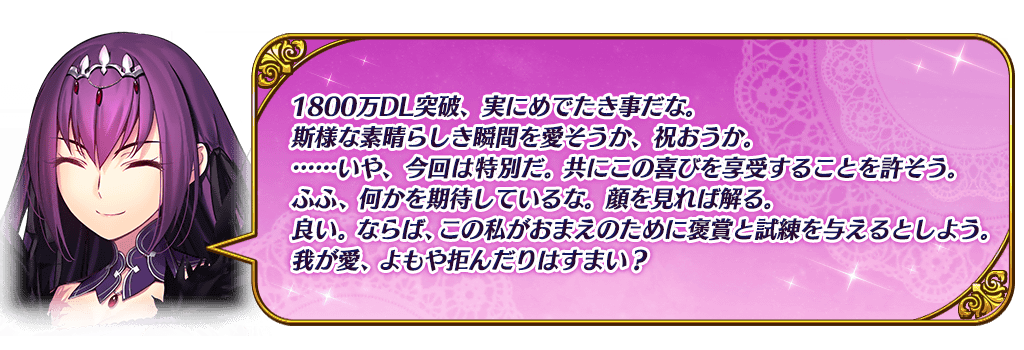 1800万DL突破、実にめでたき事だな。
斯様な素晴らしき瞬間を愛そうか、祝おうか。
……いや、今回は特別だ。共にこの喜びを享受することを許そう。
ふふ、何かを期待しているな。顔を見れば解る。
良い。ならば、この私がおまえのために褒賞と試練を与えるとしよう。
我が愛、よもや拒んだりはすまい？